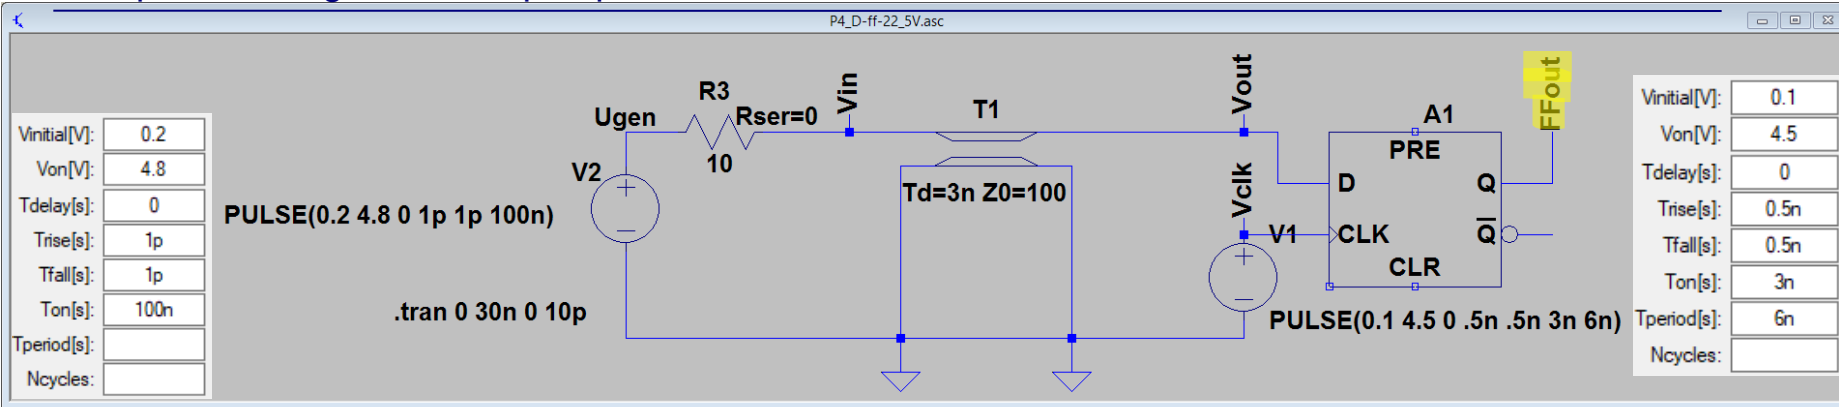 P4_D-ff-22_5V.asc
Vinitial[V]: 0.2
Von[V]: 4.8
Tdelay[s]: 0
Trise[s]: 1p
Tfall[s]: 1p
Ton[s]: 100n
Tperiod[s]:
Ncycles:
Ugen
R3
Rser=0
10
V2
PULSE(0.2 4.8 0 1p 1p 100n)
.tran 0 30n 0 10p
Vin
T1
Td=3n Z0=100
Vout
Vclk
V1
PULSE(0.1 4.5 0 .5n .5n 3n 6n)
A1
PRE
D
Q
CLK
Q
CLR
FFout
Vinitial[V]: 0.1
Von[V]: 4.5
Tdelay[s]: 0
Trise[s]: 0.5n
Tfall[s]: 0.5n
Ton[s]: 3n
Tperiod[s]: 6n
Ncycles: